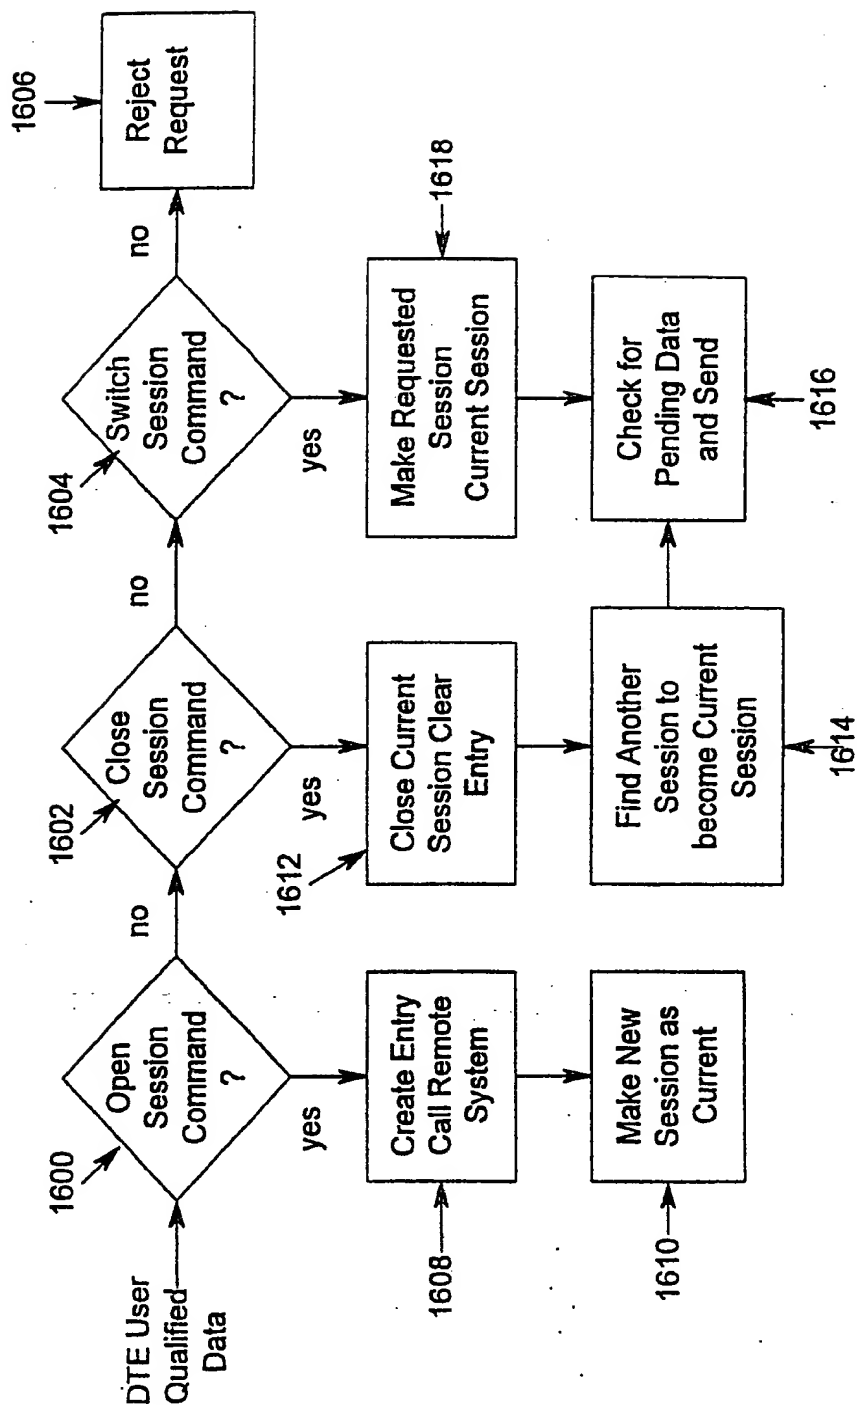 DTE User
Qualified
Data
1600
Open
Session
Command
?
no
yes
1602
Close
Session
Command
?
no
yes
1604
Switch
Session
Command
?
no
yes
1606
Reject
Request
1608
Create Entry
Call Remote
System
1612
Close Current
Session Clear
Entry
Make Requested
Session
Current Session
1618
1610
Make New
Session as
Current
Find Another
Session to
become Current
Session
1614
Check for
Pending Data
and Send
1616